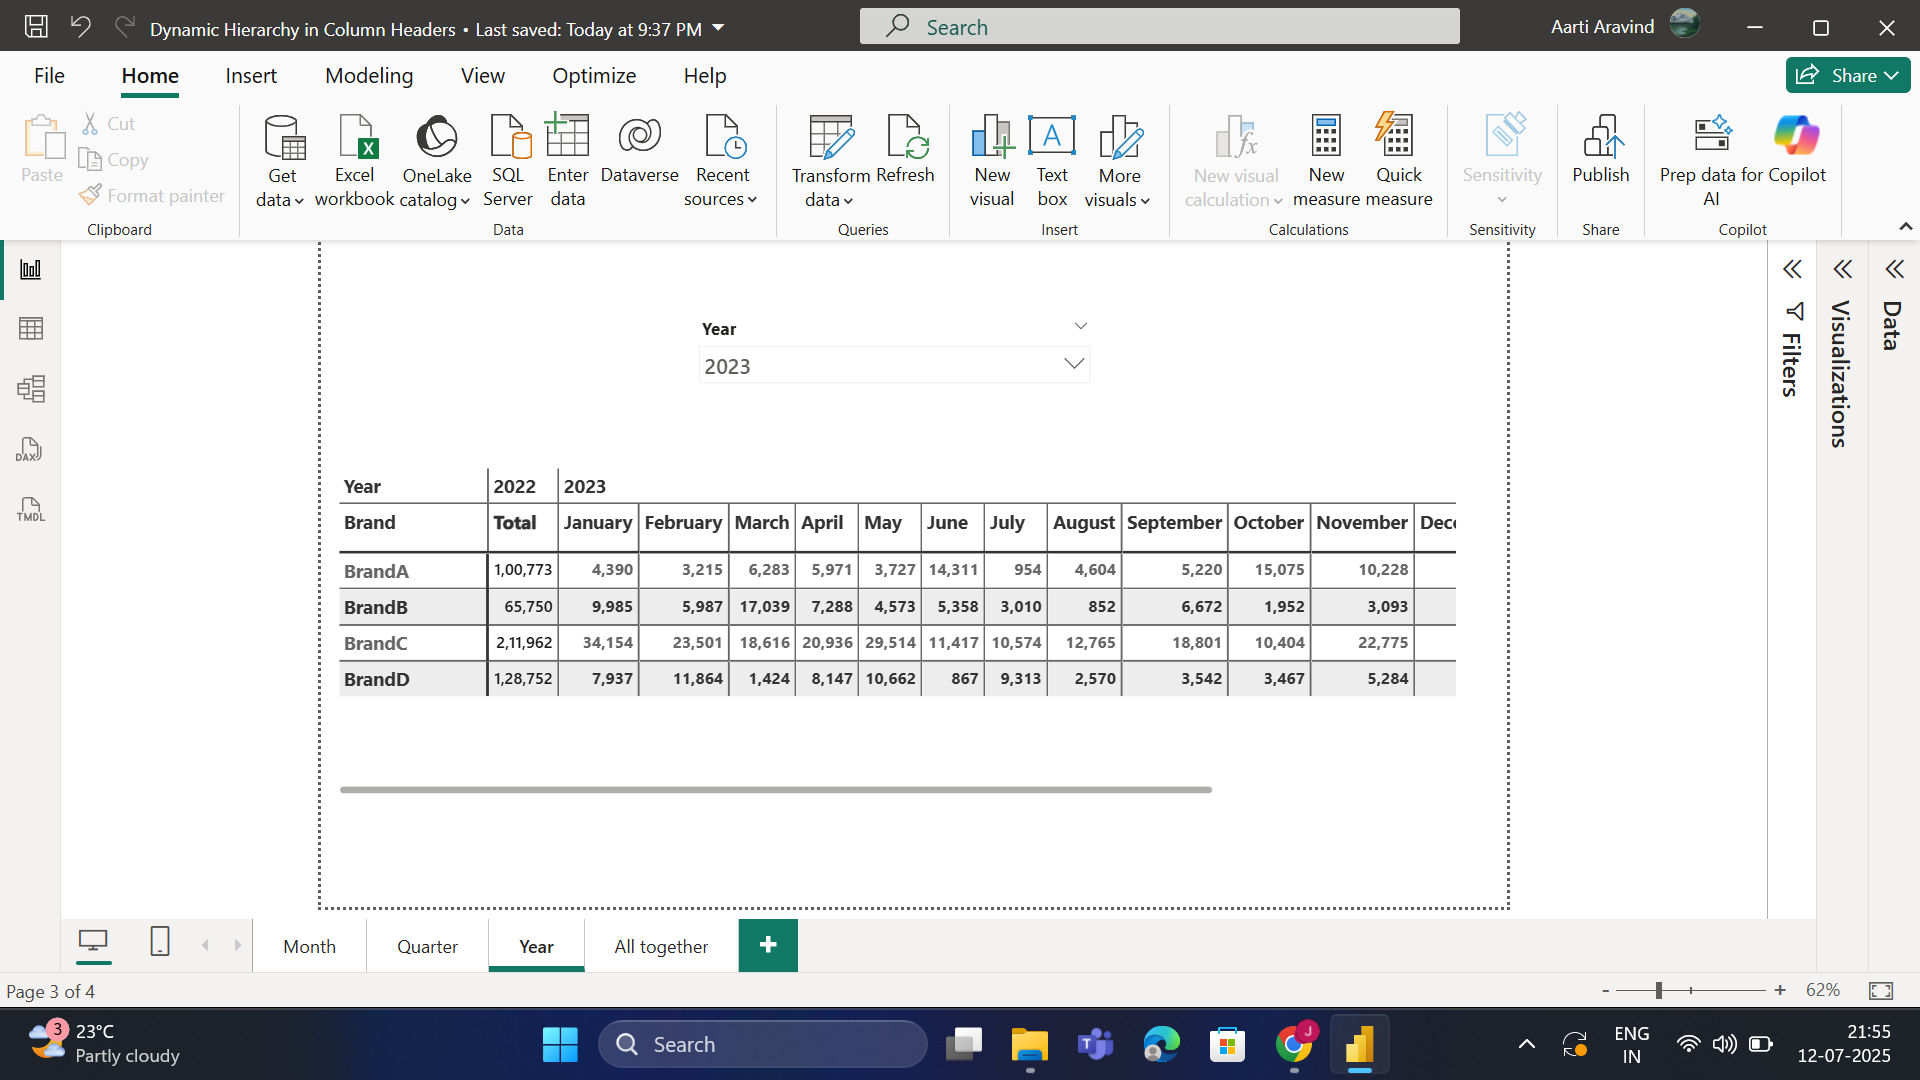 Dynamic Hierarchy in Column Headers • Last saved: Today at 9:37 PM
Search
Aarti Aravind
File Home Insert Modeling View Optimize Help
Share
Paste
Cut
Copy
Format painter
Clipboard
Get data
Excel workbook
OneLake catalog
SQL Server
Enter data
Dataverse
Recent sources
Data
Transform data
Refresh
Queries
New visual
Text box
More visuals
Insert
New visual calculation
New measure
Quick measure
Calculations
Sensitivity
Sensitivity
Publish
Share
Prep data for AI
Copilot
Copilot
DAX
TMDL
Filters
Visualizations
Data
Year
2023
Year 2022 2023
Brand Total January February March April May June July August September October November Dece
BrandA 1,00,773 4,390 3,215 6,283 5,971 3,727 14,311 954 4,604 5,220 15,075 10,228
BrandB 65,750 9,985 5,987 17,039 7,288 4,573 5,358 3,010 852 6,672 1,952 3,093
BrandC 2,11,962 34,154 23,501 18,616 20,936 29,514 11,417 10,574 12,765 18,801 10,404 22,775
BrandD 1,28,752 7,937 11,864 1,424 8,147 10,662 867 9,313 2,570 3,542 3,467 5,284
Month Quarter Year All together +
Page 3 of 4
- + 62%
3
23°C
Partly cloudy
Search
J
ENG
IN
21:55
12-07-2025